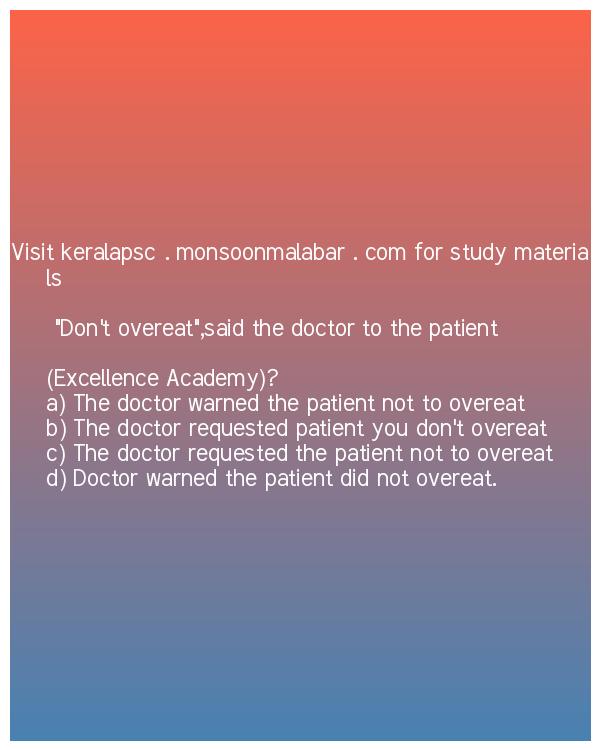 Visit keralapsc . monsoonmalabar . com for study materia
ls
"Don't overeat",said the doctor to the patient
(Excellence Academy)?
a) The doctor warned the patient not to overeat
b) The doctor requested patient you don't overeat
c) The doctor requested the patient not to overeat
d) Doctor warned the patient did not overeat.